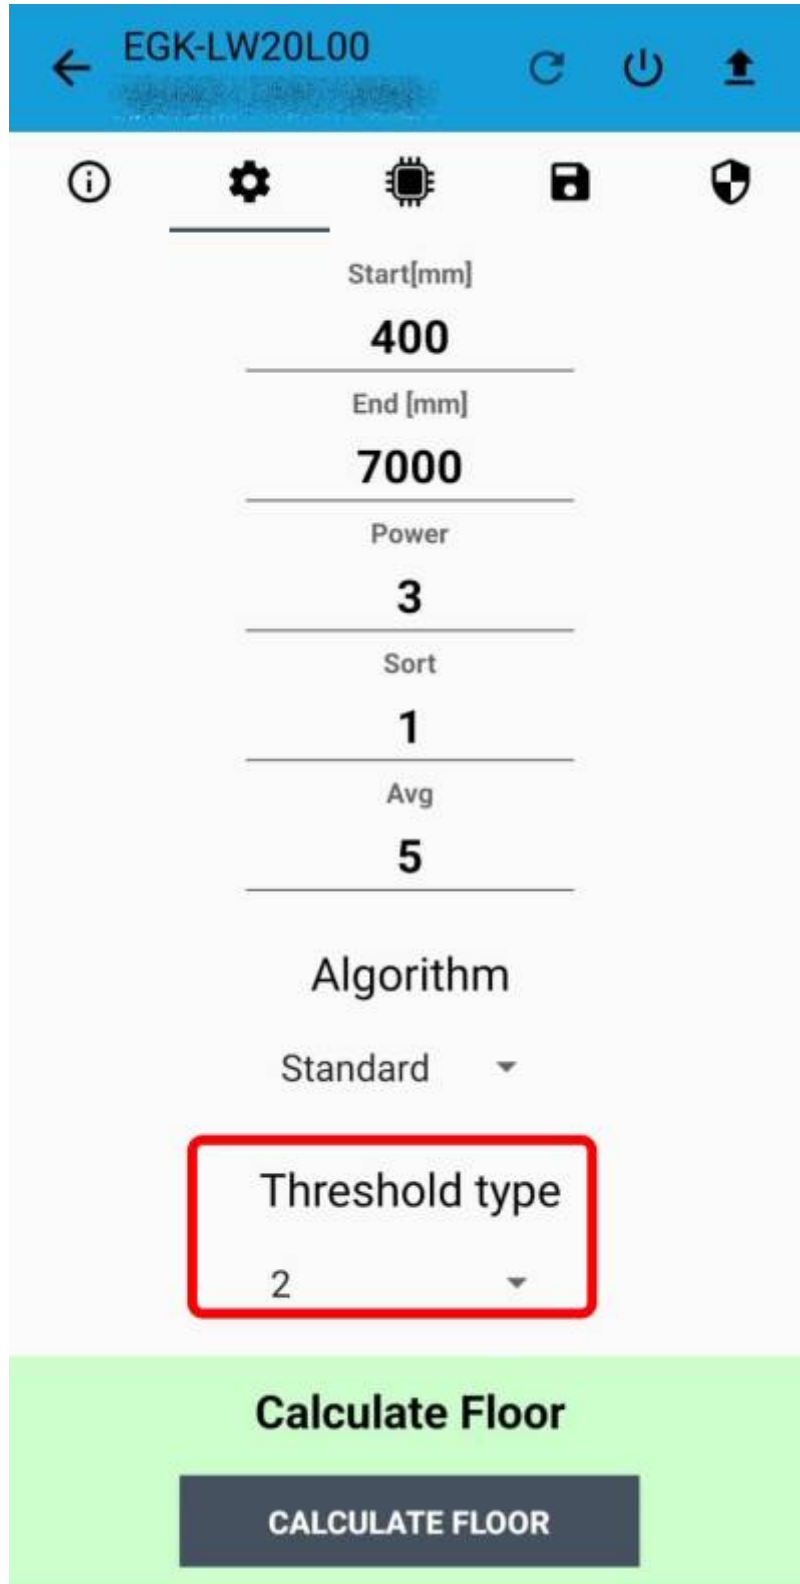 EGK-LW20L00
Start[mm]
400
End [mm]
7000
Power
3
Sort
1
Avg
5
Algorithm
Standard
Threshold type
2
Calculate Floor
CALCULATE FLOOR